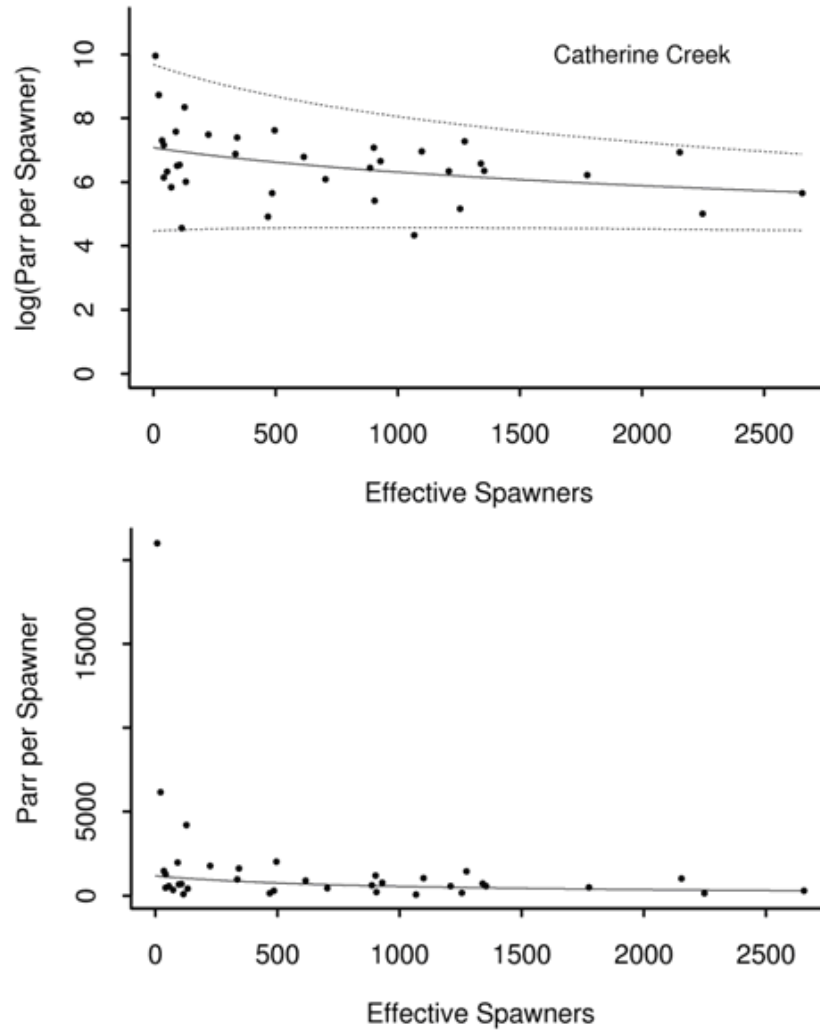 Catherine Creek
log(Parr per Spawner)
10
8
6
4
2
0
0 500 1000 1500 2000 2500
Effective Spawners
Parr per Spawner
15000
5000
0
0 500 1000 1500 2000 2500
Effective Spawners